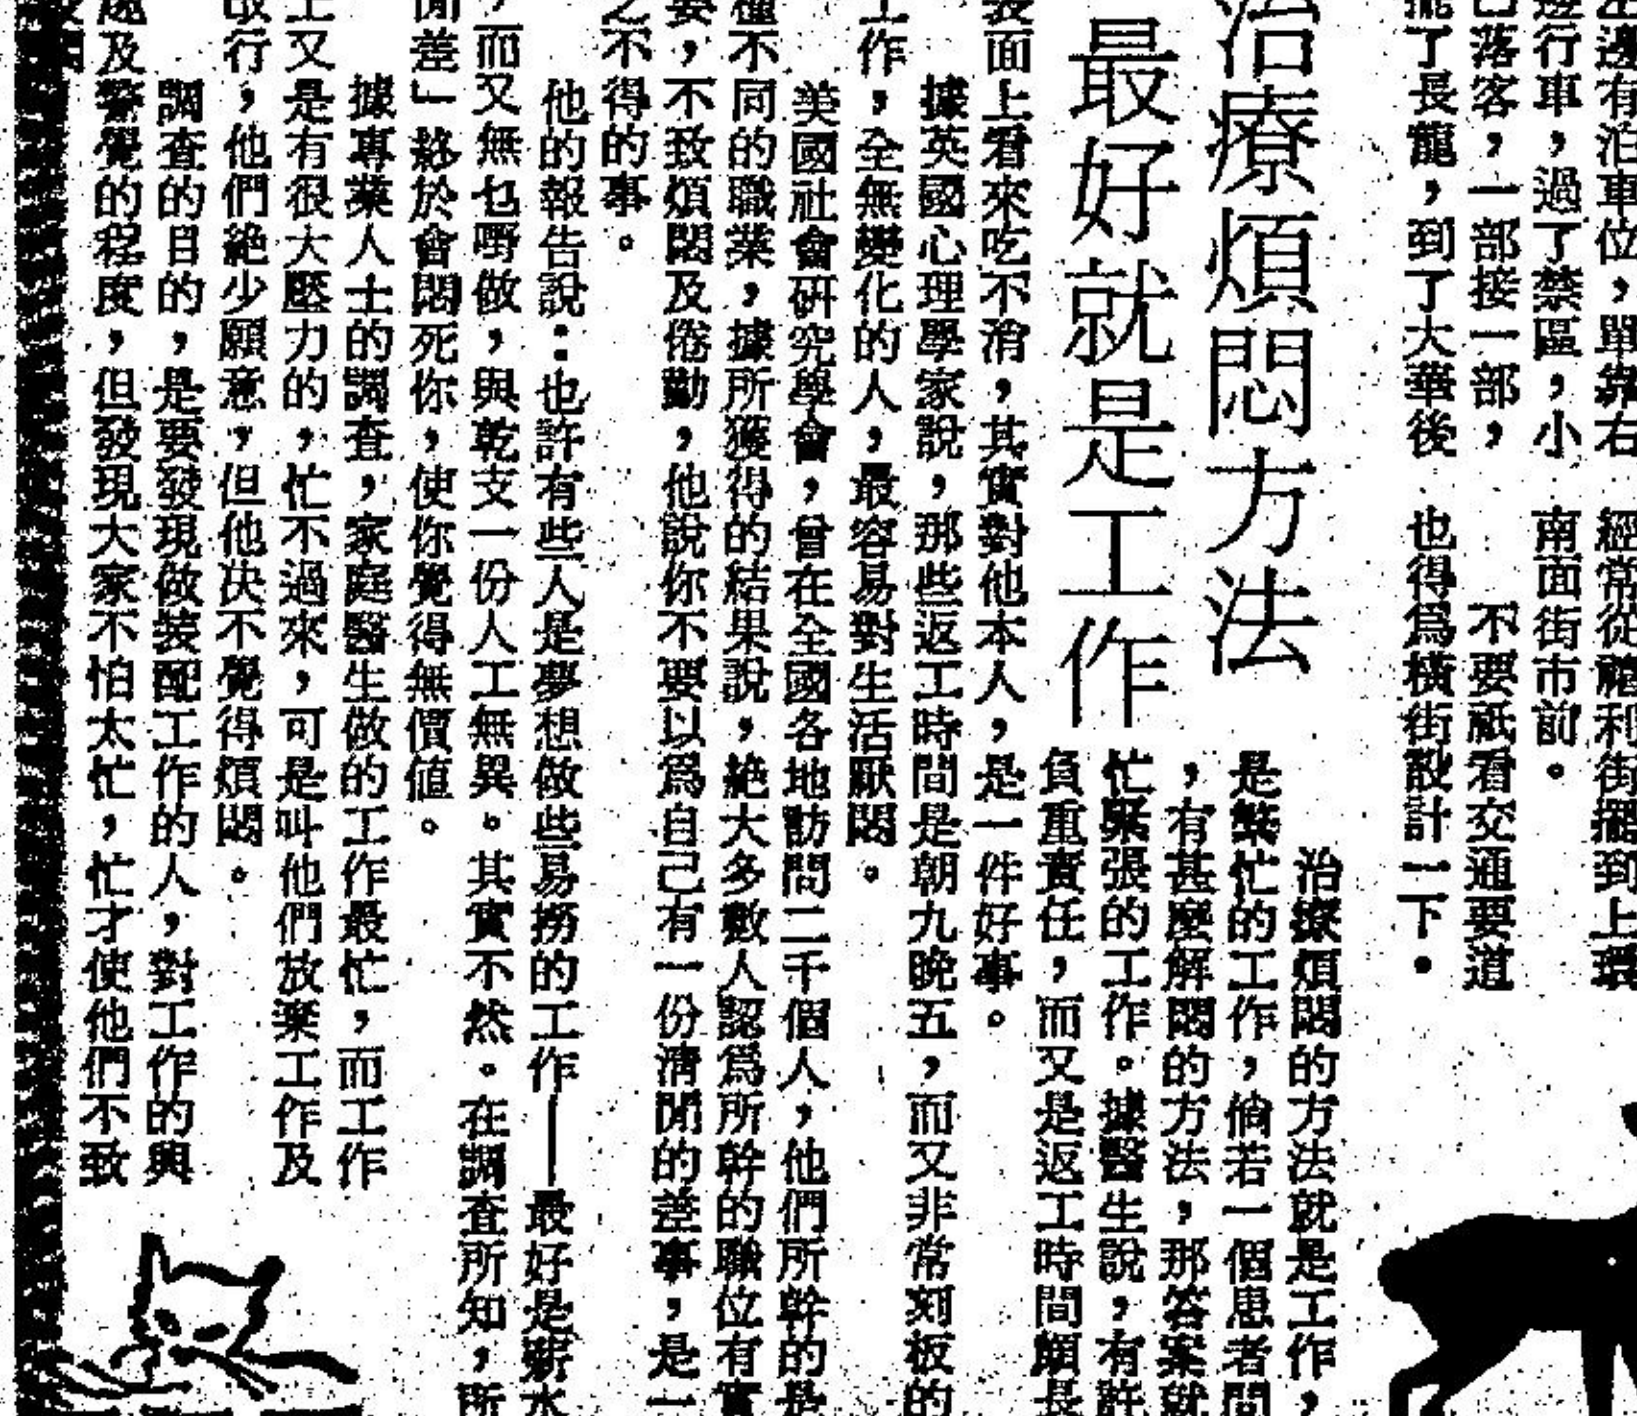 左邊有泊車位，單靠右
邊行車，過了禁區，小
巴落客，一部接一部，
擺了長龍，到了大華後
經常從禧利街擺到上環
南面街市前。
不要祇看交通要道
也得爲橫街設計一下。
治療煩悶方法
最好就是工作
治療煩悶的方法就是工作，
是繁忙的工作，倘若一個患者問
，有甚麼解悶的方法，那答案就
忙緊張的工作。據醫生說，有許
負重責任，而又是返工時間頗長
表面上看來吃不消，其實對他本人，是一件好事。
據英國心理學家說，那些返工時間是朝九晚五，而又非常刻板的
工作，全無變化的人，最容易對生活厭悶。
美國社會研究學會，曾在全國各地訪問二千個人，他們所幹的是
種不同的職業，據所獲得的結果說，絕大多數人認爲所幹的職位有實
要，不致煩悶及倦勤，他說你不要以爲自己有一份清閒的差事，是一
之不得的事。
他的報告說：也許有些人是夢想做些易撈的工作——最好是薪水
，而又無乜嘢做，與乾支一份人工無異。其實不然。在調查所知，所
閒差」終於會悶死你，使你覺得無價值。
據專業人士的調查，家庭醫生做的工作最忙，而工作
上又是有很大壓力的，忙不過來，可是叫他們放棄工作及
改行，他們絕少願意，但他決不覺得煩悶。
調查的目的，是要發現做裝配工作的人，對工作的興
趣及警覺的程度，但發現大家不怕太忙，忙才使他們不致